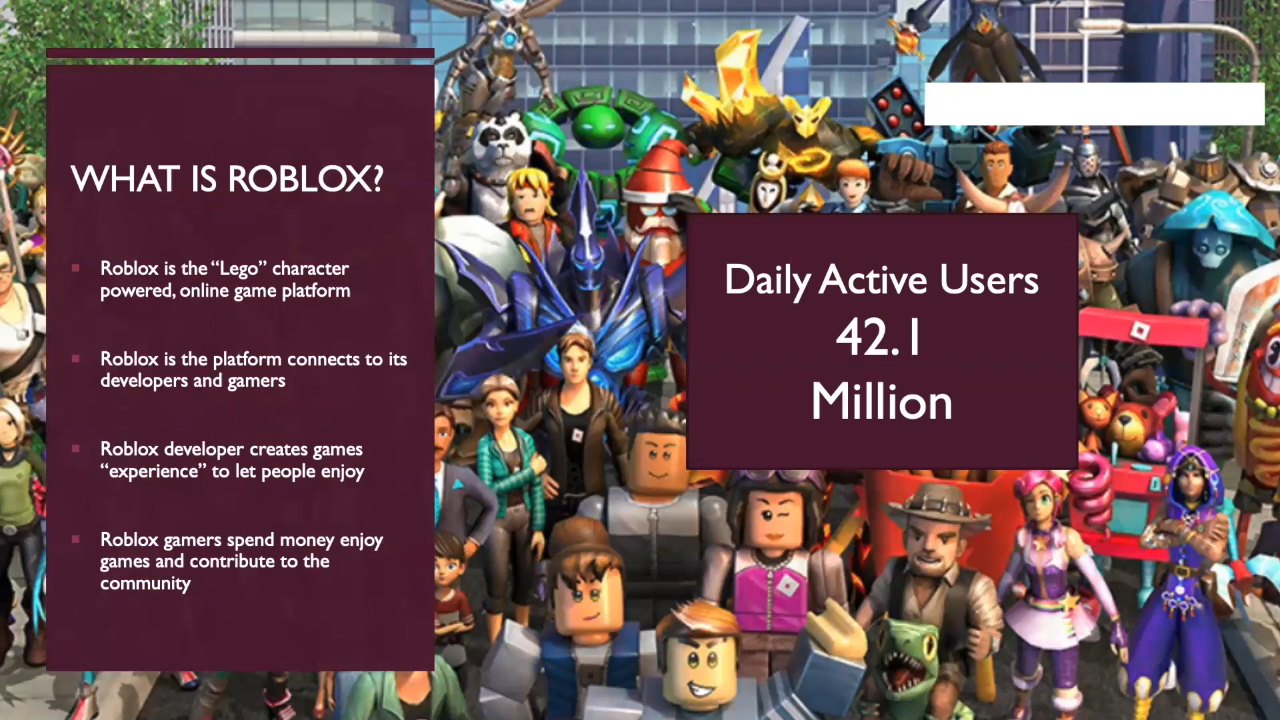 WHAT IS ROBLOX?
Roblox is the “Lego” character
powered, online game platform
Roblox is the platform connects to its
developers and gamers
Roblox developer creates games
“experience” to let people enjoy
Roblox gamers spend money enjoy
games and contribute to the
community
Daily Active Users
42.1
Million